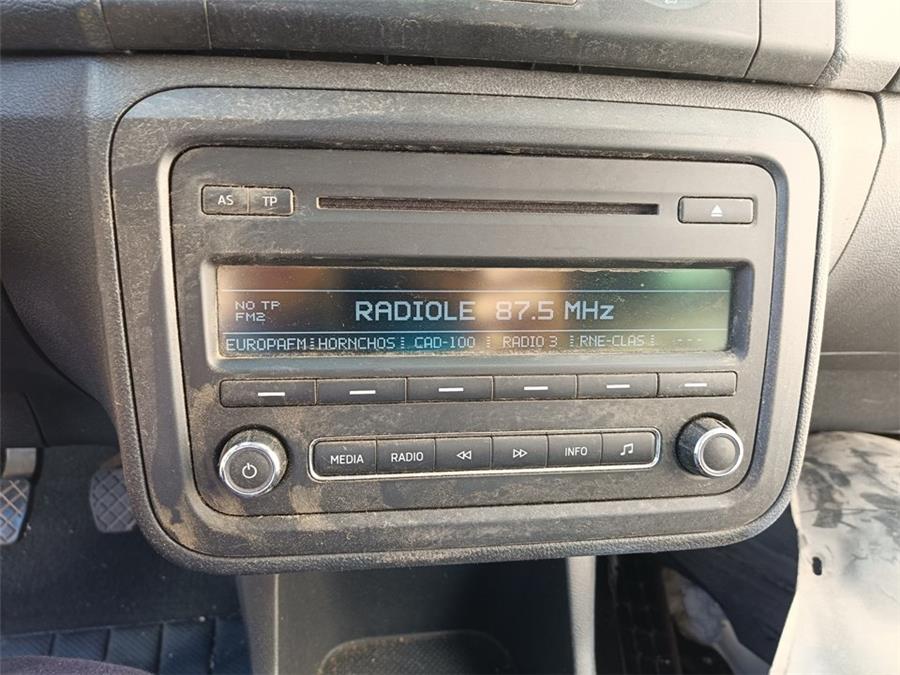 AS TP
NO TP
RADIOLE 87.5 MHz
FM2
EUROPAFM HORNCHOS CAD-100 RADIO 3 RNE-CLAS ---
MEDIA RADIO INFO